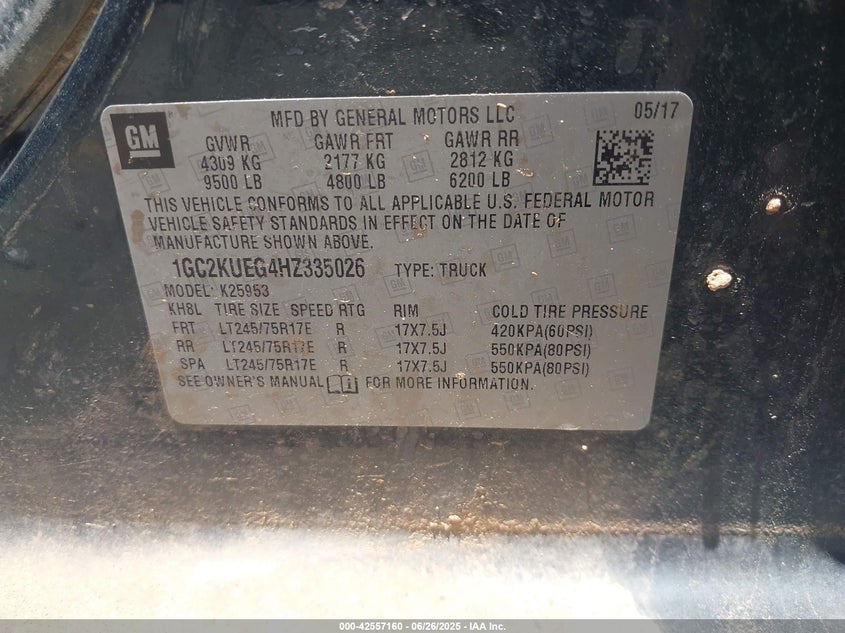 GM
MFD BY GENERAL MOTORS LLC 05/17
GVWR GAWR FRT GAWR RR
4309 KG 2177 KG 2812 KG
9500 LB 4800 LB 6200 LB
THIS VEHICLE CONFORMS TO ALL APPLICABLE U.S. FEDERAL MOTOR
VEHICLE SAFETY STANDARDS IN EFFECT ON THE DATE OF
MANUFACTURE SHOWN ABOVE.
1GC2KUEG4HZ335026 TYPE: TRUCK
MODEL: K25953
KH8L TIRE SIZE SPEED RTG RIM COLD TIRE PRESSURE
FRT LT245/75R17E R 17X7.5J 420KPA(60PSI)
RR LT245/75R17E R 17X7.5J 550KPA(80PSI)
SPA LT245/75R17E R 17X7.5J 550KPA(80PSI)
SEE OWNER'S MANUAL FOR MORE INFORMATION.
000-42557160 - 06/26/2025 - IAA Inc.